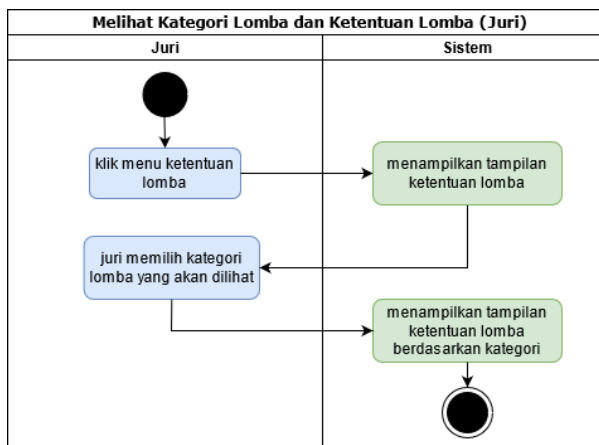 Melihat Kategori Lomba dan Ketentuan Lomba (Juri)
Juri
Sistem
klik menu ketentuan
lomba
menampilkan tampilan
ketentuan lomba
juri memilih kategori
lomba yang akan dilihat
menampilkan tampilan
ketentuan lomba
berdasarkan kategori